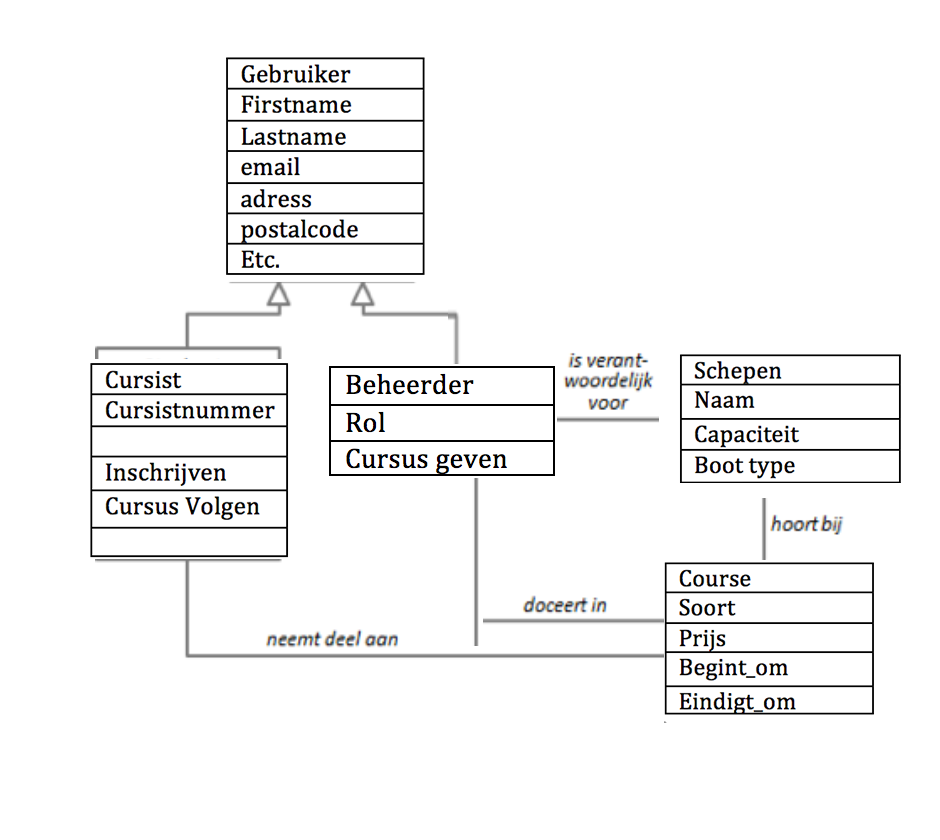 Gebruiker
Firstname
Lastname
email
adress
postalcode
Etc.
Cursist
Cursistnummer
Inschrijven
Cursus Volgen
Beheerder
Rol
Cursus geven
is verant-
woordelijk
voor
Schepen
Naam
Capaciteit
Boot type
hoort bij
Course
Soort
Prijs
Begint_om
Eindigt_om
doceert in
neemt deel aan